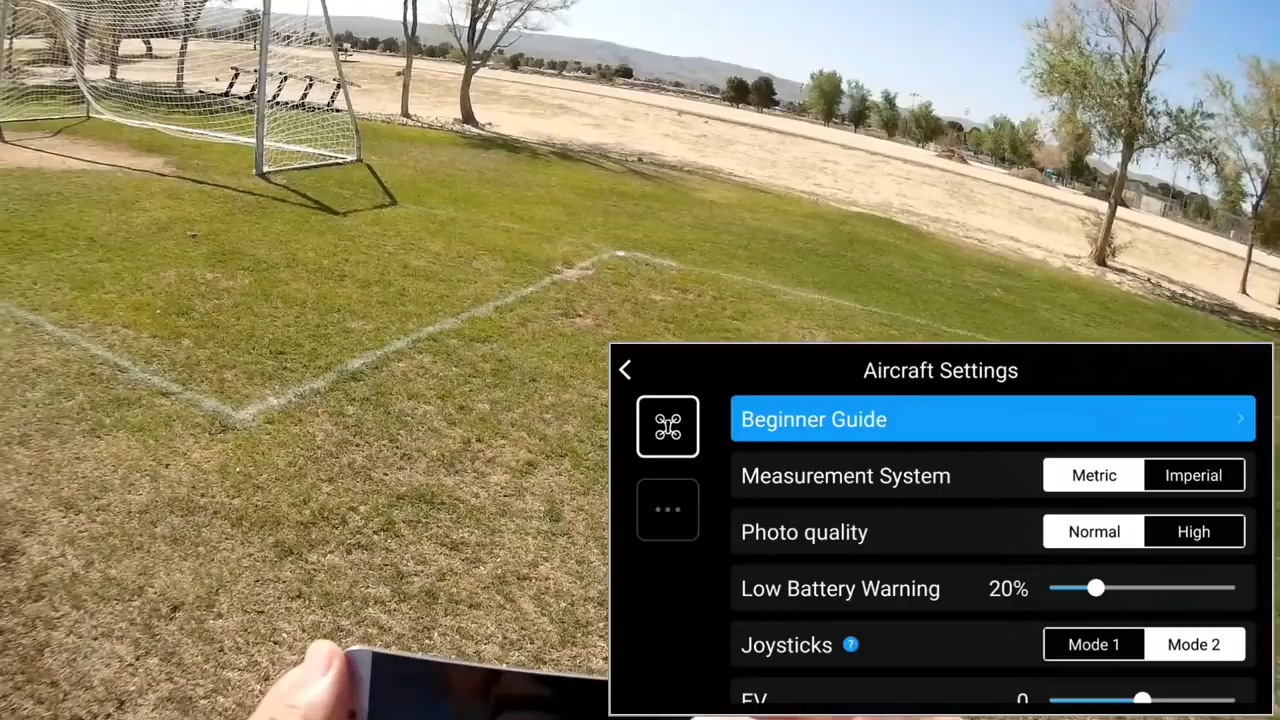 Aircraft Settings
Beginner Guide
Measurement System Metric Imperial
Photo quality Normal High
Low Battery Warning 20%
Joysticks ? Mode 1 Mode 2
EV 0